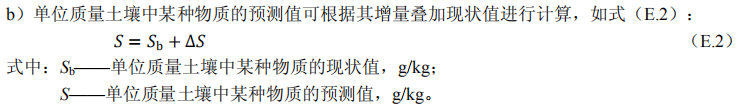 b）单位质量土壤中某种物质的预测值可根据其增量叠加现状值进行计算，如式（E.2）：
S = Sb + ΔS （E.2）
式中：Sb——单位质量土壤中某种物质的现状值，g/kg；
S——单位质量土壤中某种物质的预测值，g/kg。